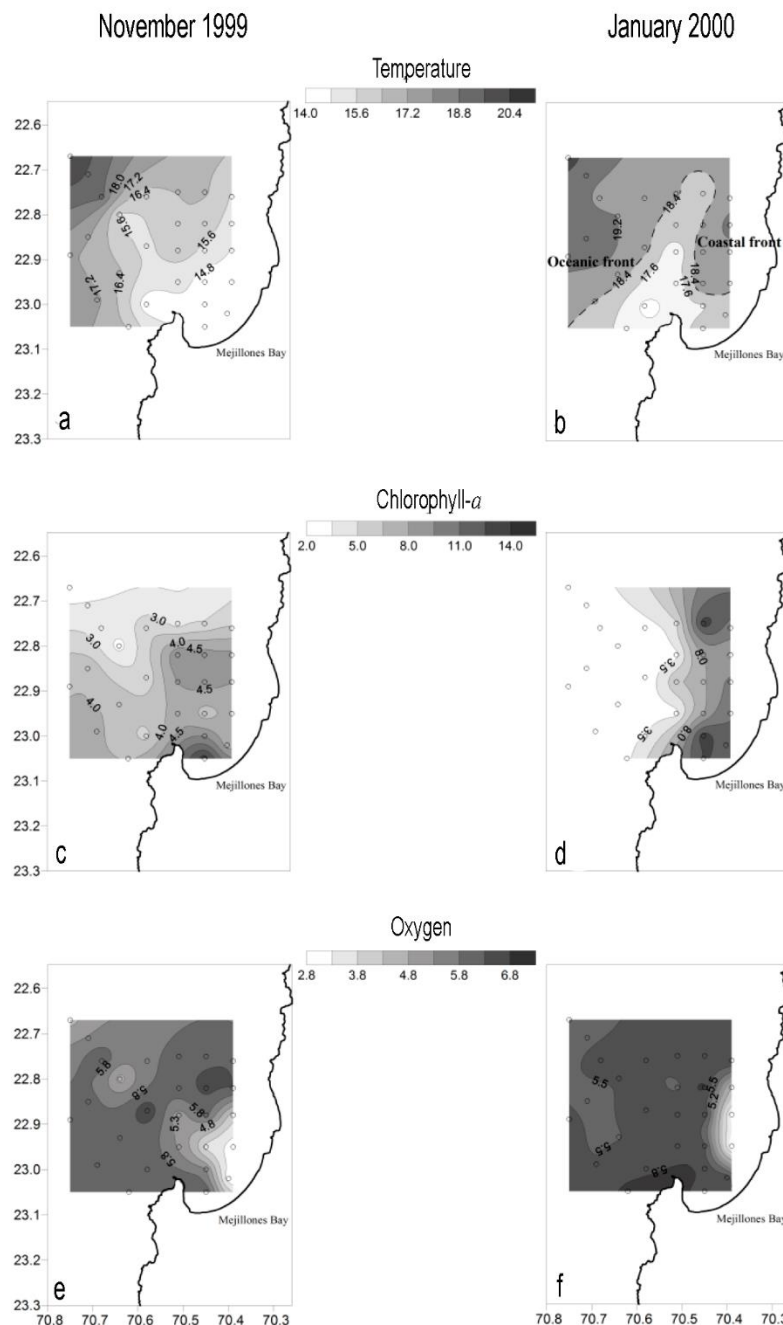 November 1999
January 2000
Temperature
14.0 15.6 17.2 18.8 20.4
22.6
22.7
22.8
22.9
23.0
23.1
23.2
23.3
18.0
17.2
16.4
15.6
15.6
14.8
17.2
16.4
Mejillones Bay
a
18.4
19.2
Coastal front
Oceanic front
18.4
17.6
18.4
17.6
Mejillones Bay
b
Chlorophyll-a
2.0 5.0 8.0 11.0 14.0
22.6
22.7
22.8
22.9
23.0
23.1
23.2
23.3
3.0
3.0
4.0
4.5
4.5
4.0
4.0
4.5
Mejillones Bay
c
3.5
8.0
3.5
8.0
Mejillones Bay
d
Oxygen
2.8 3.8 4.8 5.8 6.8
22.6
22.7
22.8
22.9
23.0
23.1
23.2
23.3
5.8
5.8
5.8
5.3
4.8
5.8
Mejillones Bay
e
70.8 70.7 70.6 70.5 70.4 70.3
5.5
5.5
5.2
5.5
5.8
Mejillones Bay
f
70.8 70.7 70.6 70.5 70.4 70.3